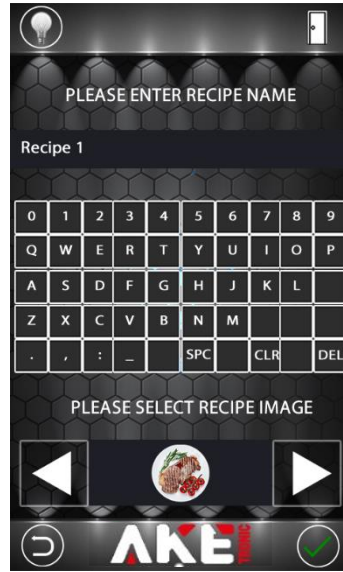 PLEASE ENTER RECIPE NAME
Recipe 1
0 1 2 3 4 5 6 7 8 9
Q W E R T Y U I O P
A S D F G H J K L
Z X C V B N M
. , : _ SPC CLR DEL
PLEASE SELECT RECIPE IMAGE
AKE TRONIC